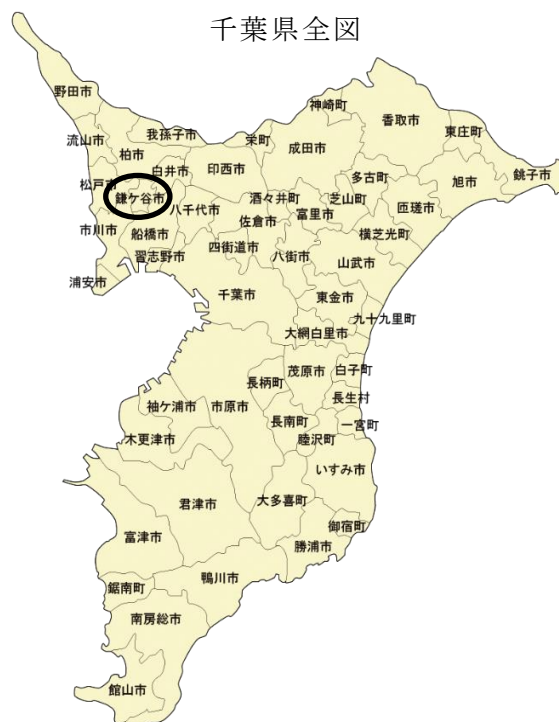 千葉県全図
野田市
流山市
柏市
我孫子市
松戸市
鎌ケ谷市
白井市
印西市
栄町
成田市
神崎町
香取市
東庄町
銚子市
旭市
匝瑳市
多古町
芝山町
横芝光町
酒々井町
富里市
八千代市
佐倉市
市川市
船橋市
習志野市
浦安市
四街道市
八街市
山武市
千葉市
東金市
九十九里町
大網白里市
茂原市
白子町
長柄町
長生村
一宮町
長南町
睦沢町
袖ケ浦市
市原市
木更津市
いすみ市
君津市
大多喜町
御宿町
勝浦市
富津市
鴨川市
鋸南町
南房総市
館山市